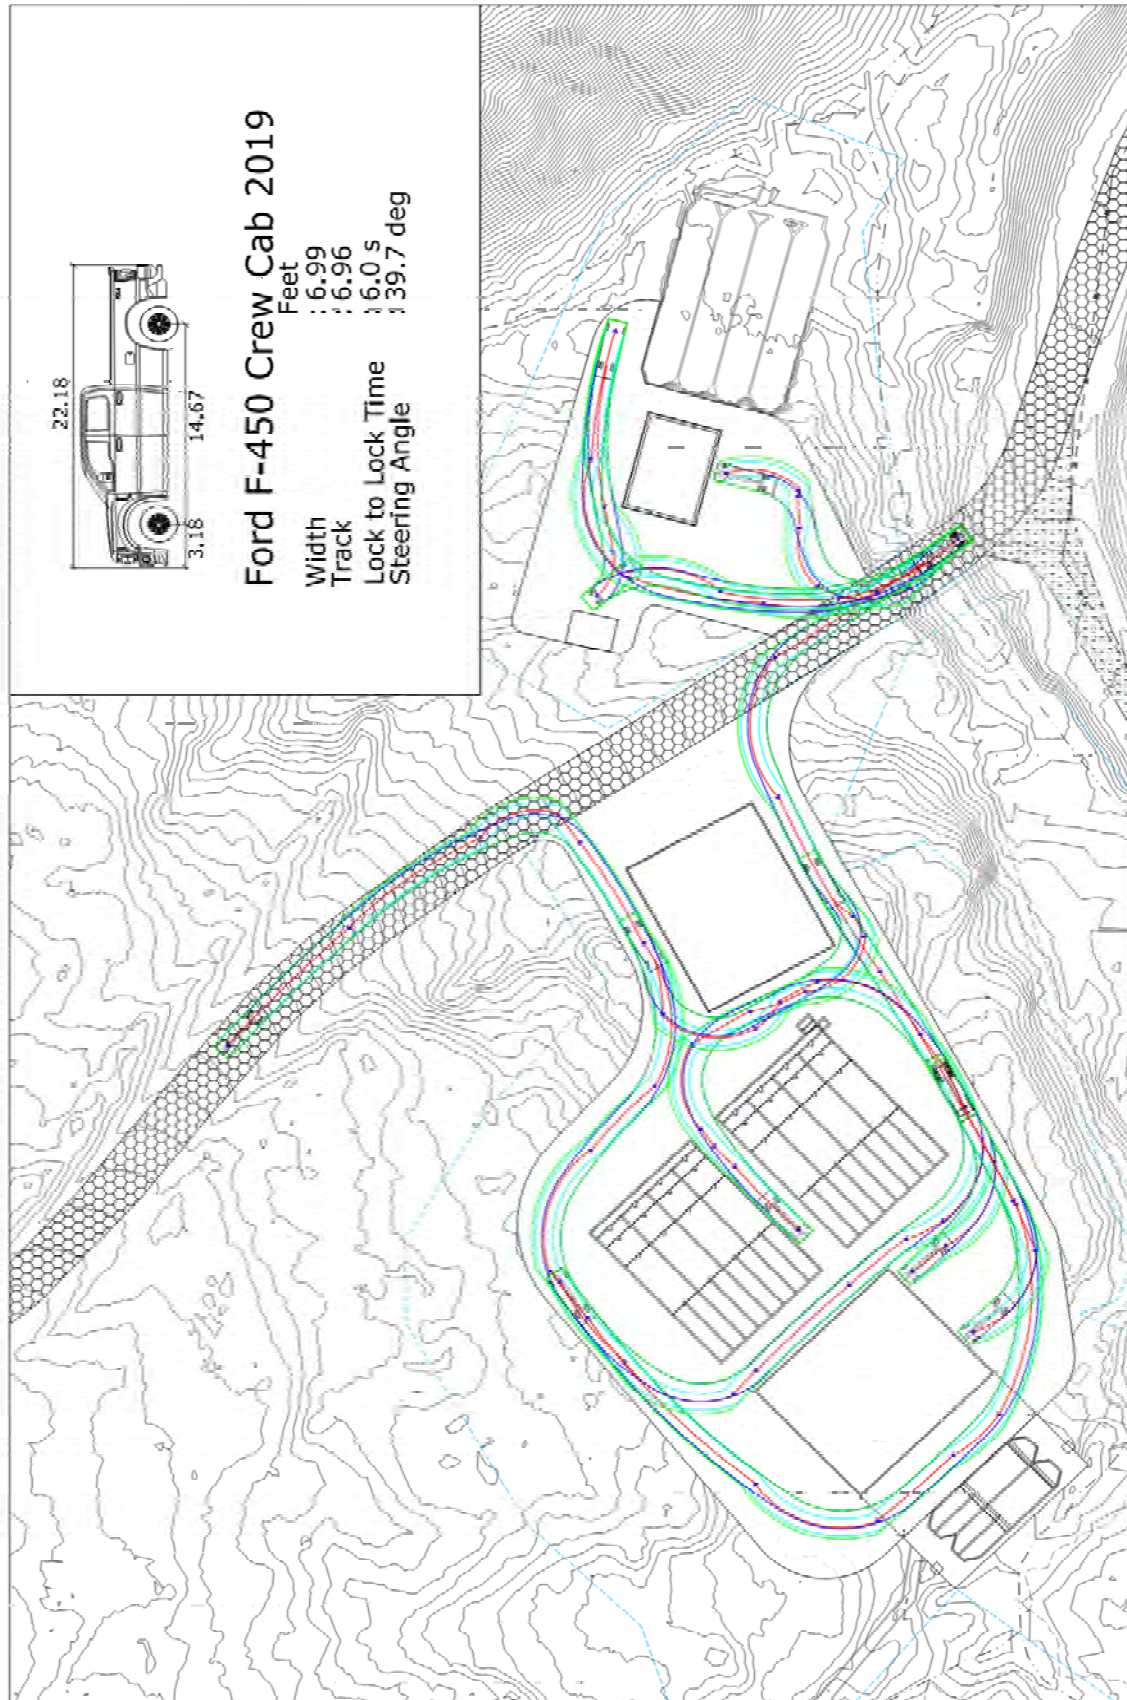 22.18
3.18
14.67
Ford F-450 Crew Cab 2019
Feet
Width : 6.99
Track : 6.96
Lock to Lock Time : 6.0 s
Steering Angle : 39.7 deg